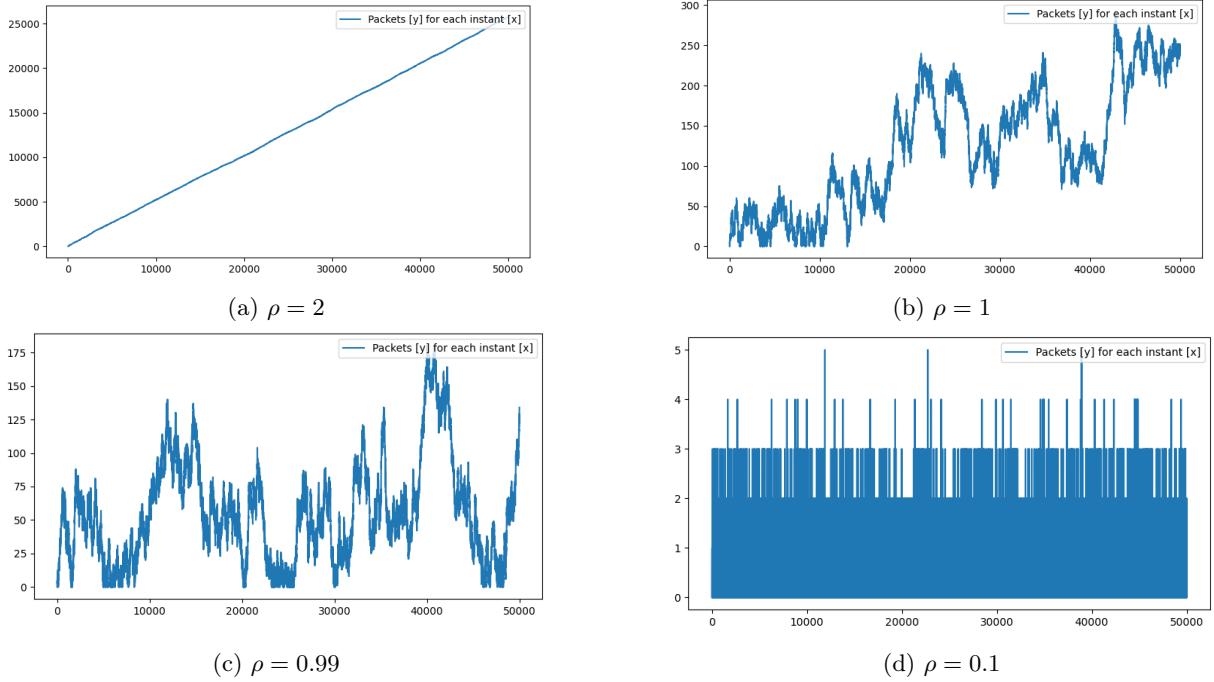 Packets [y] for each instant [x]
25000
20000
15000
10000
5000
0
0 10000 20000 30000 40000 50000
(a) ρ = 2
Packets [y] for each instant [x]
300
250
200
150
100
50
0
0 10000 20000 30000 40000 50000
(b) ρ = 1
Packets [y] for each instant [x]
175
150
125
100
75
50
25
0
0 10000 20000 30000 40000 50000
(c) ρ = 0.99
Packets [y] for each instant [x]
5
4
3
2
1
0
0 10000 20000 30000 40000 50000
(d) ρ = 0.1